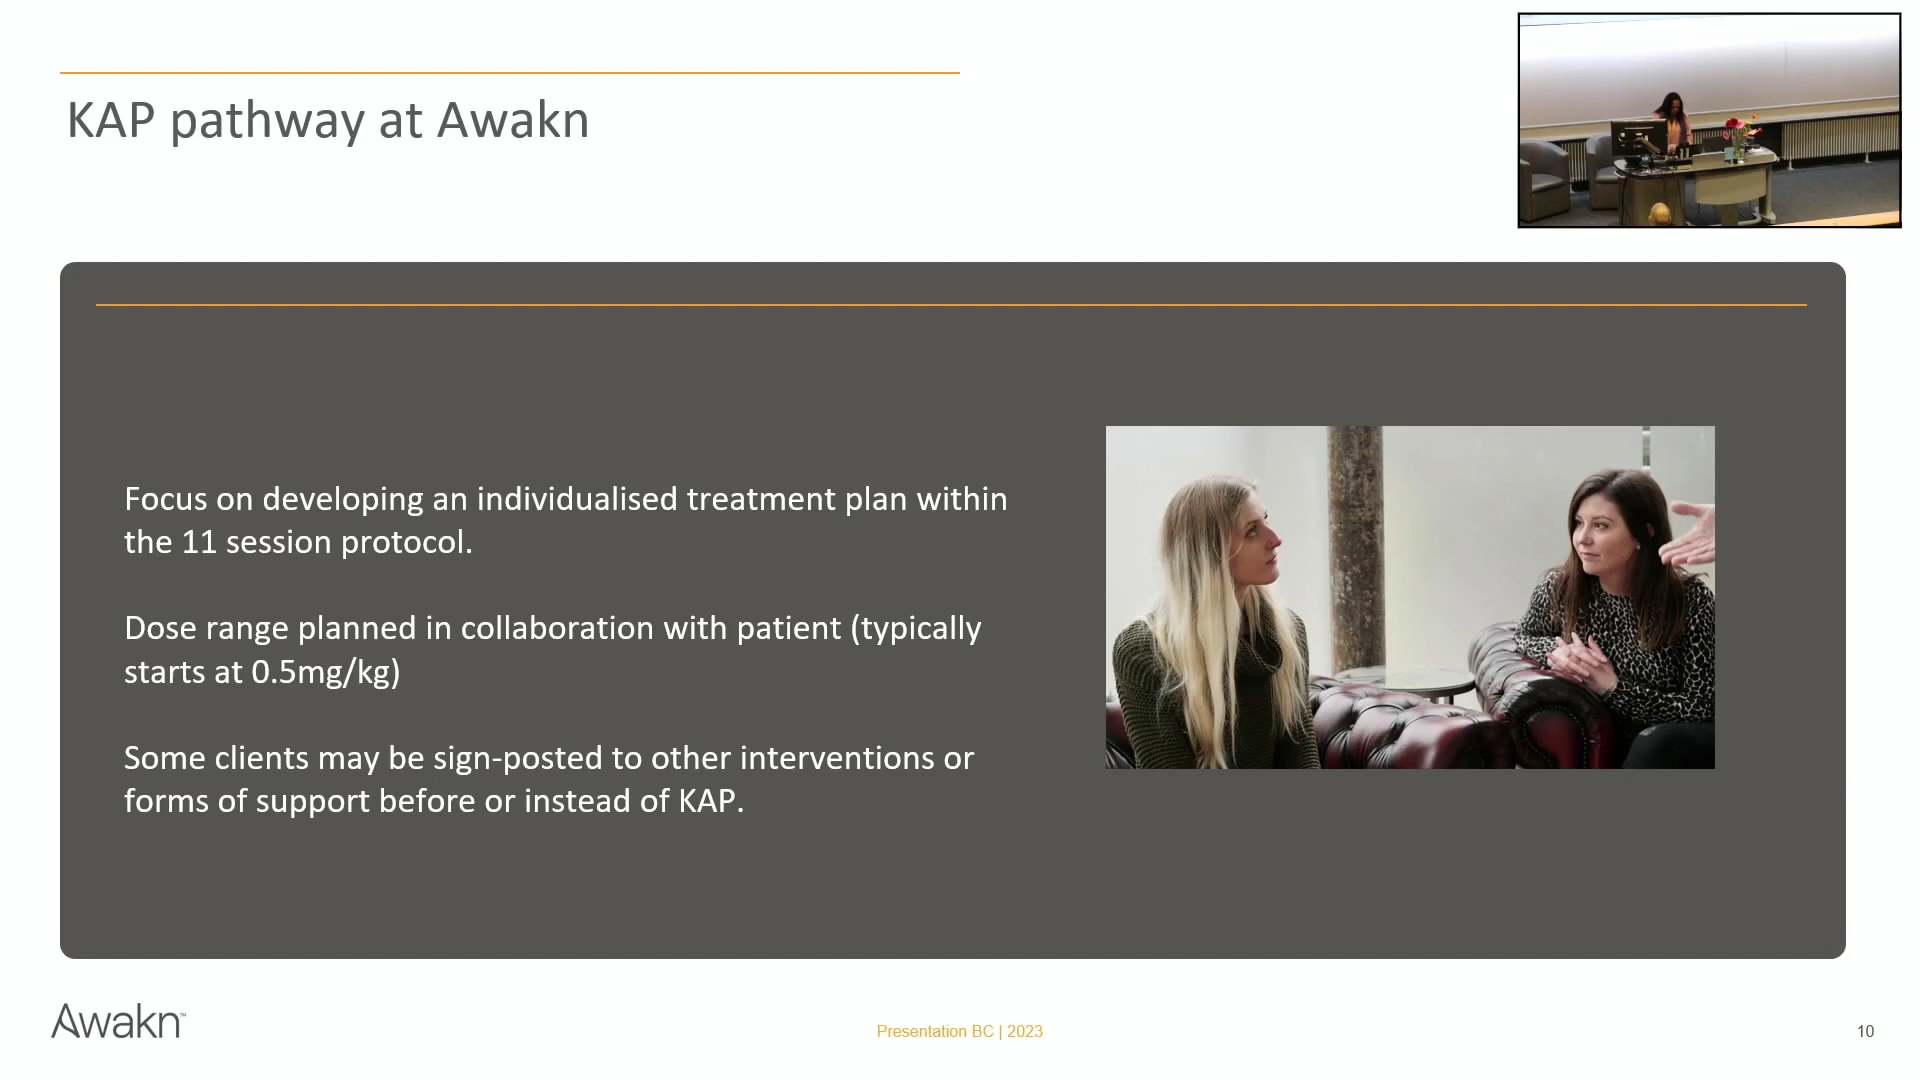 KAP pathway at Awakn
Focus on developing an individualised treatment plan within
the 11 session protocol.
Dose range planned in collaboration with patient (typically
starts at 0.5mg/kg)
Some clients may be sign-posted to other interventions or
forms of support before or instead of KAP.
Awakn™
Presentation BC | 2023
10